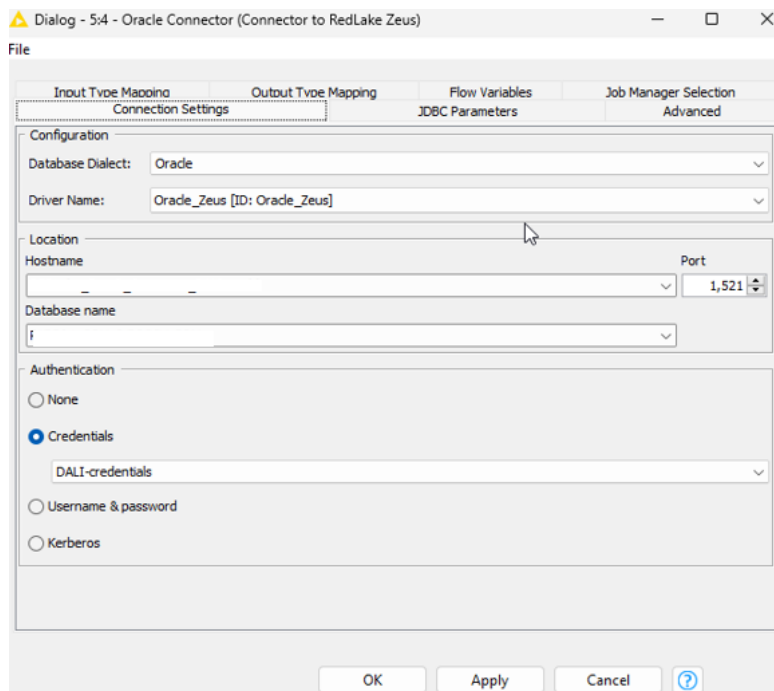 Dialog - 5:4 - Oracle Connector (Connector to RedLake Zeus)
File
Input Type Mapping Output Type Mapping Flow Variables Job Manager Selection
Connection Settings JDBC Parameters Advanced
Configuration
Database Dialect: Oracle
Driver Name: Oracle_Zeus [ID: Oracle_Zeus]
Location
Hostname Port
1,521
Database name
Authentication
None
Credentials
DALI-credentials
Username & password
Kerberos
OK Apply Cancel ?